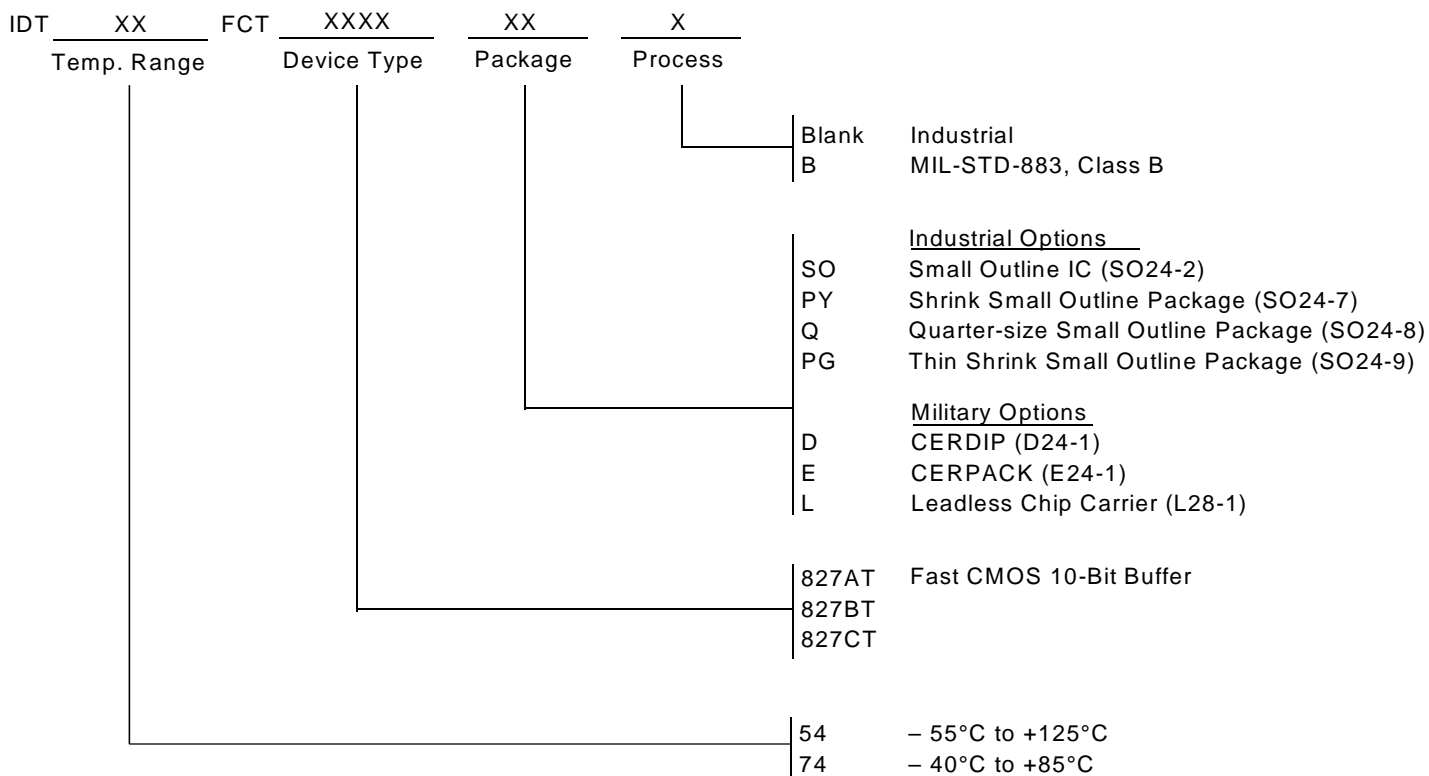 IDT XX FCT XXXX XX X
Temp. Range Device Type Package Process
Blank Industrial
B MIL-STD-883, Class B
Industrial Options
SO Small Outline IC (SO24-2)
PY Shrink Small Outline Package (SO24-7)
Q Quarter-size Small Outline Package (SO24-8)
PG Thin Shrink Small Outline Package (SO24-9)
Military Options
D CERDIP (D24-1)
E CERPACK (E24-1)
L Leadless Chip Carrier (L28-1)
827AT Fast CMOS 10-Bit Buffer
827BT
827CT
54 – 55°C to +125°C
74 – 40°C to +85°C